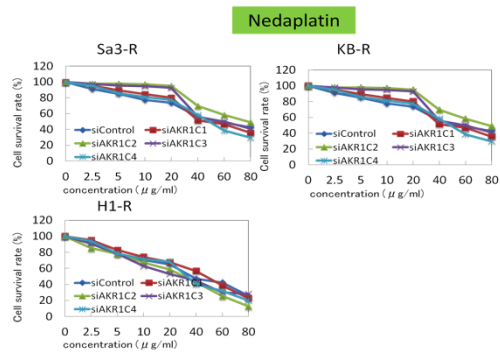 Nedaplatin
Sa3-R
Cell survival rate (%)
120
100
80
60
40
20
0
siControl
siAKR1C1
siAKR1C2
siAKR1C3
siAKR1C4
0 2.5 5 10 20 40 60 80
concentration ( μ g/ml)
KB-R
Cell survival rate (%)
120
100
80
60
40
20
0
siControl
siAKR1C1
siAKR1C2
siAKR1C3
siAKR1C4
0 2.5 5 10 20 40 60 80
concentration ( μ g/ml)
H1-R
Cell survival rate (%)
120
100
80
60
40
20
0
siControl
siAKR1C1
siAKR1C2
siAKR1C3
siAKR1C4
0 2.5 5 10 20 40 60 80
concentration ( μ g/ml)